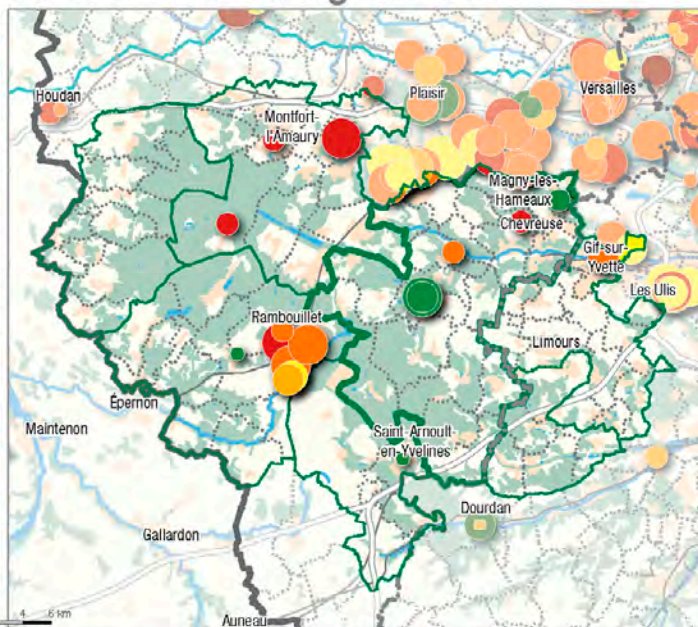 Houdan
Montfort-
l'Amaury
Plaisir
Versailles
Magny-les-
Hameaux
Chevreuse
Gif-sur-
Yvette
Les Ulis
Rambouillet
Limours
Épernon
Maintenon
Saint-Arnoult-
en-Yvelines
Dourdan
Gallardon
Auneau
4 6 km